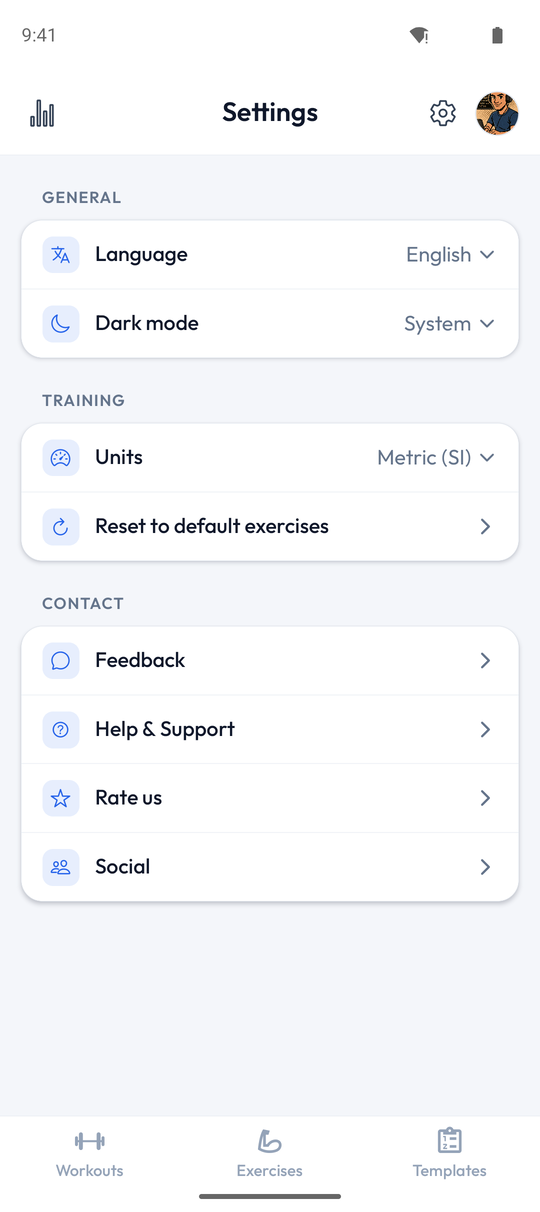 9:41
Settings
GENERAL
Language English
Dark mode System
TRAINING
Units Metric (SI)
Reset to default exercises
CONTACT
Feedback
Help & Support
Rate us
Social
Workouts Exercises Templates